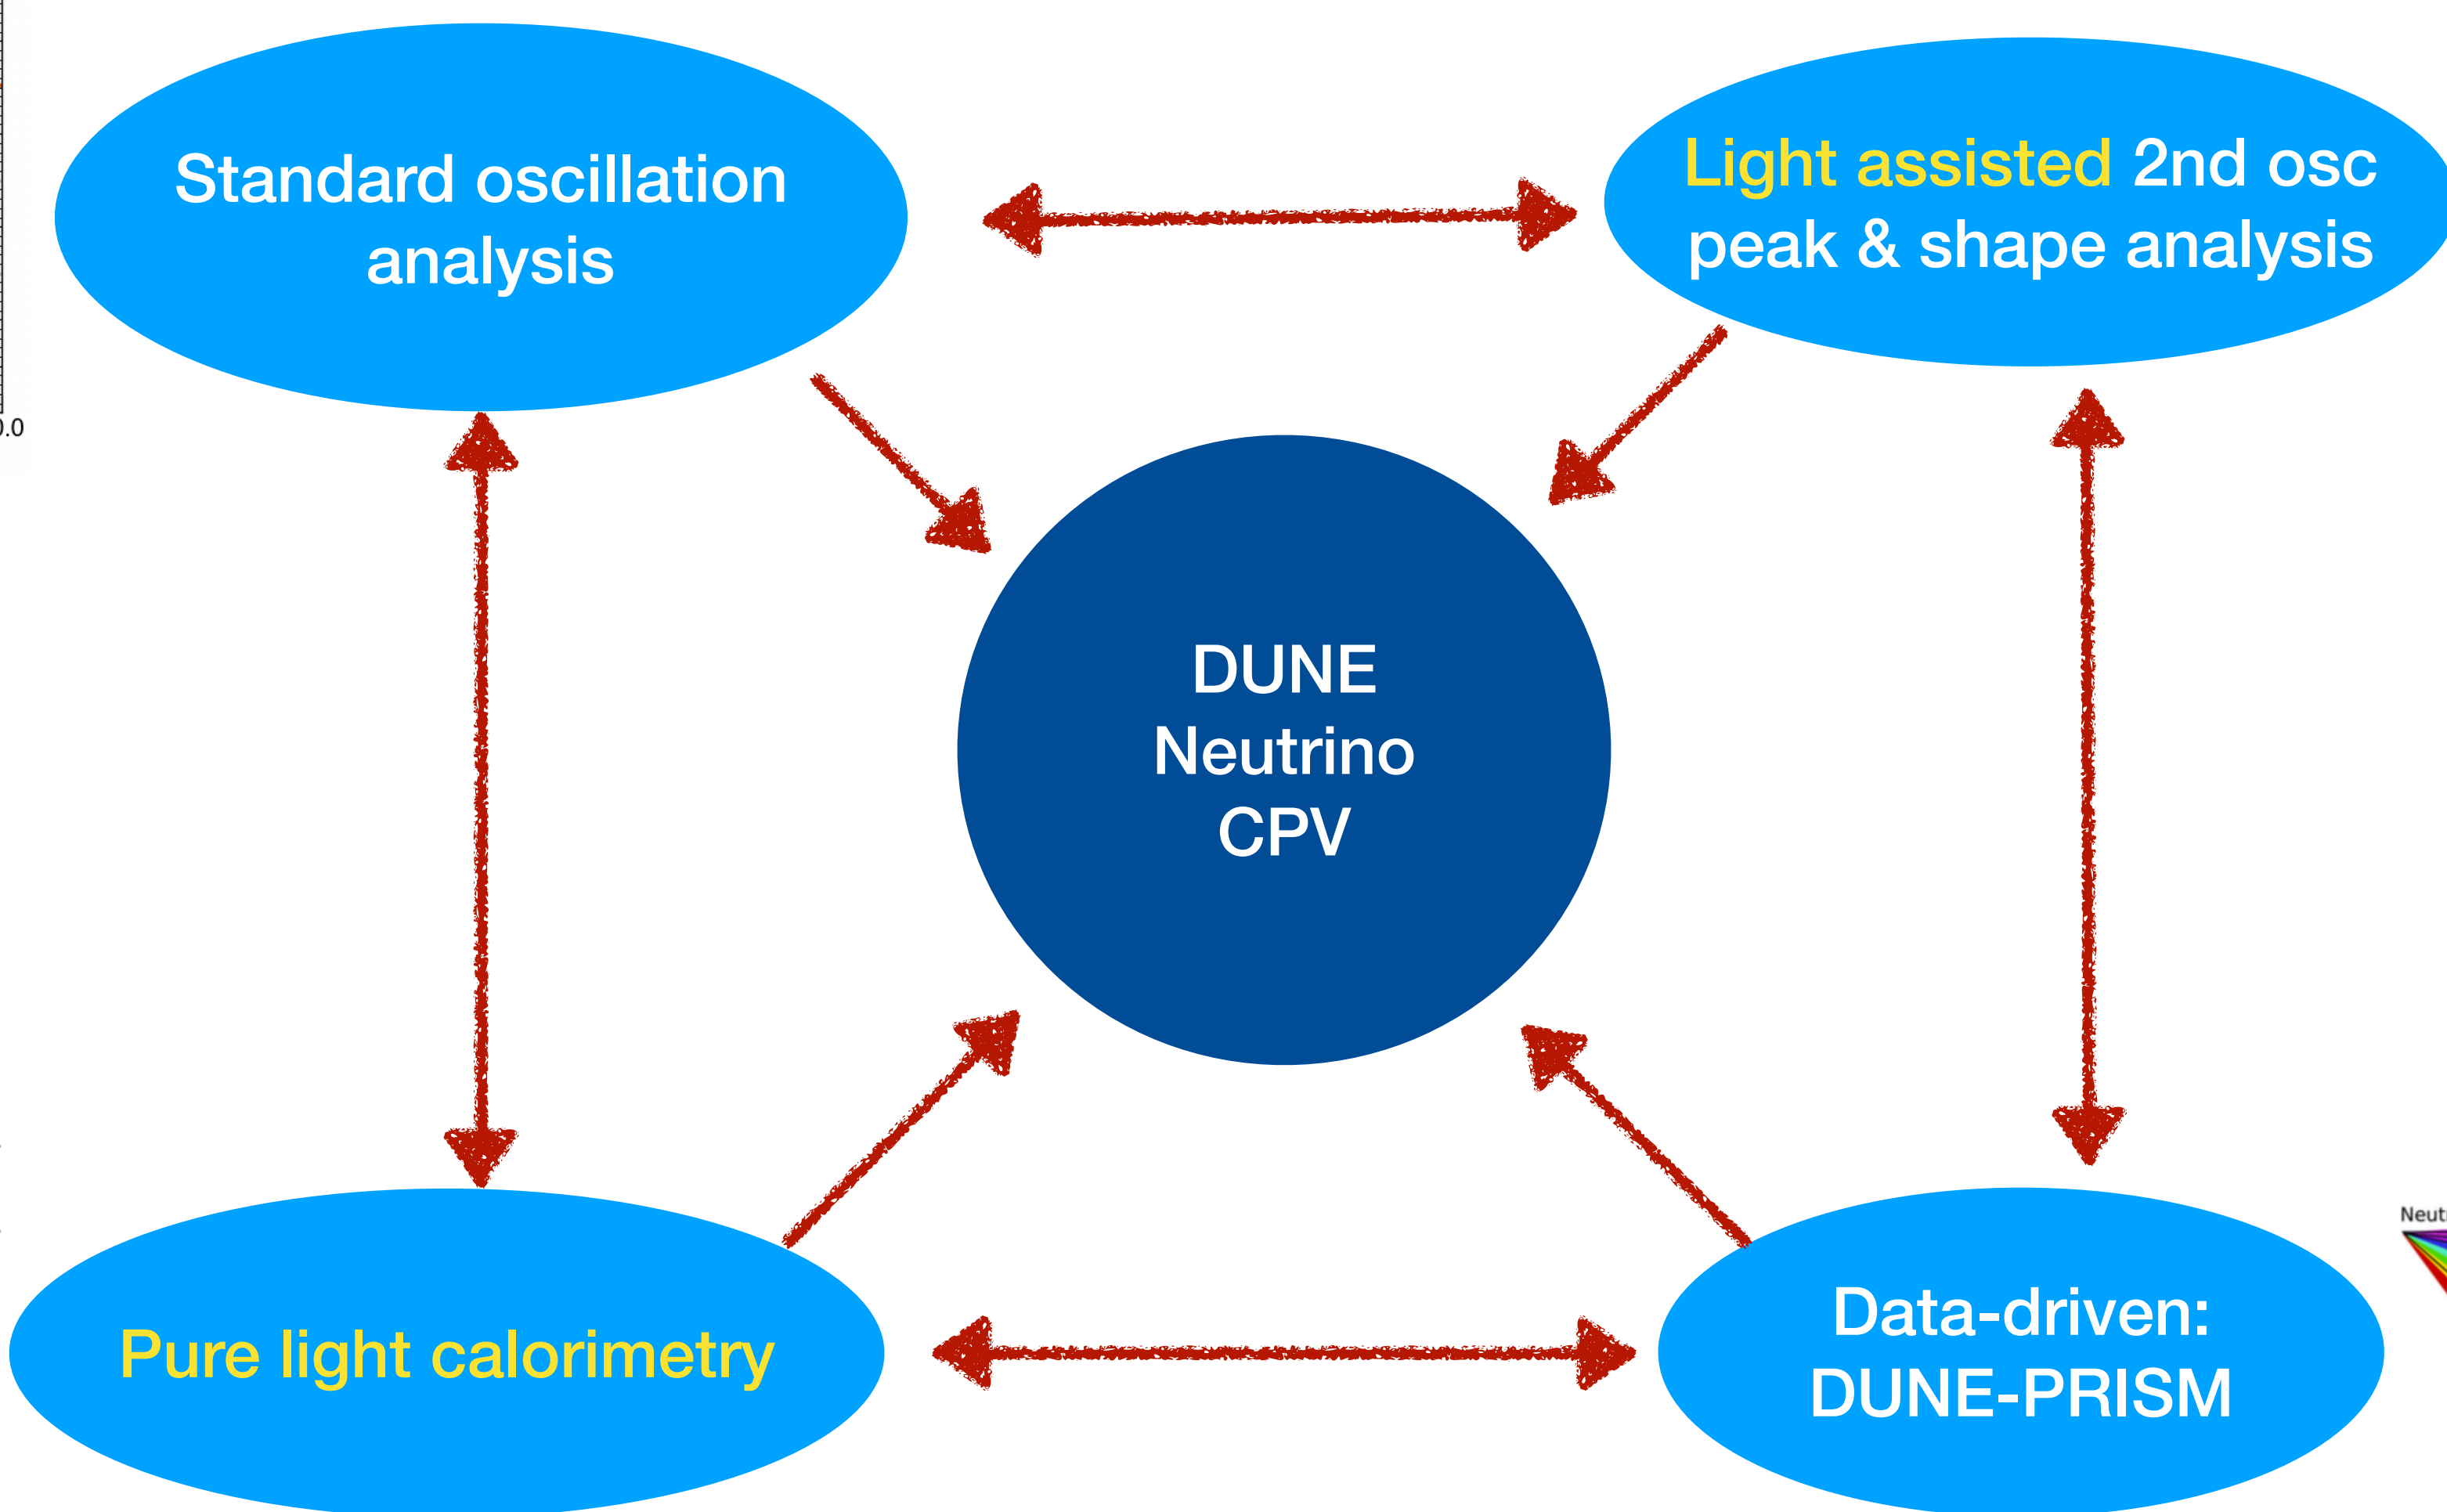 Standard oscillation
analysis
Light assisted 2nd osc
peak & shape analysis
DUNE
Neutrino
CPV
Pure light calorimetry
Data-driven:
DUNE-PRISM